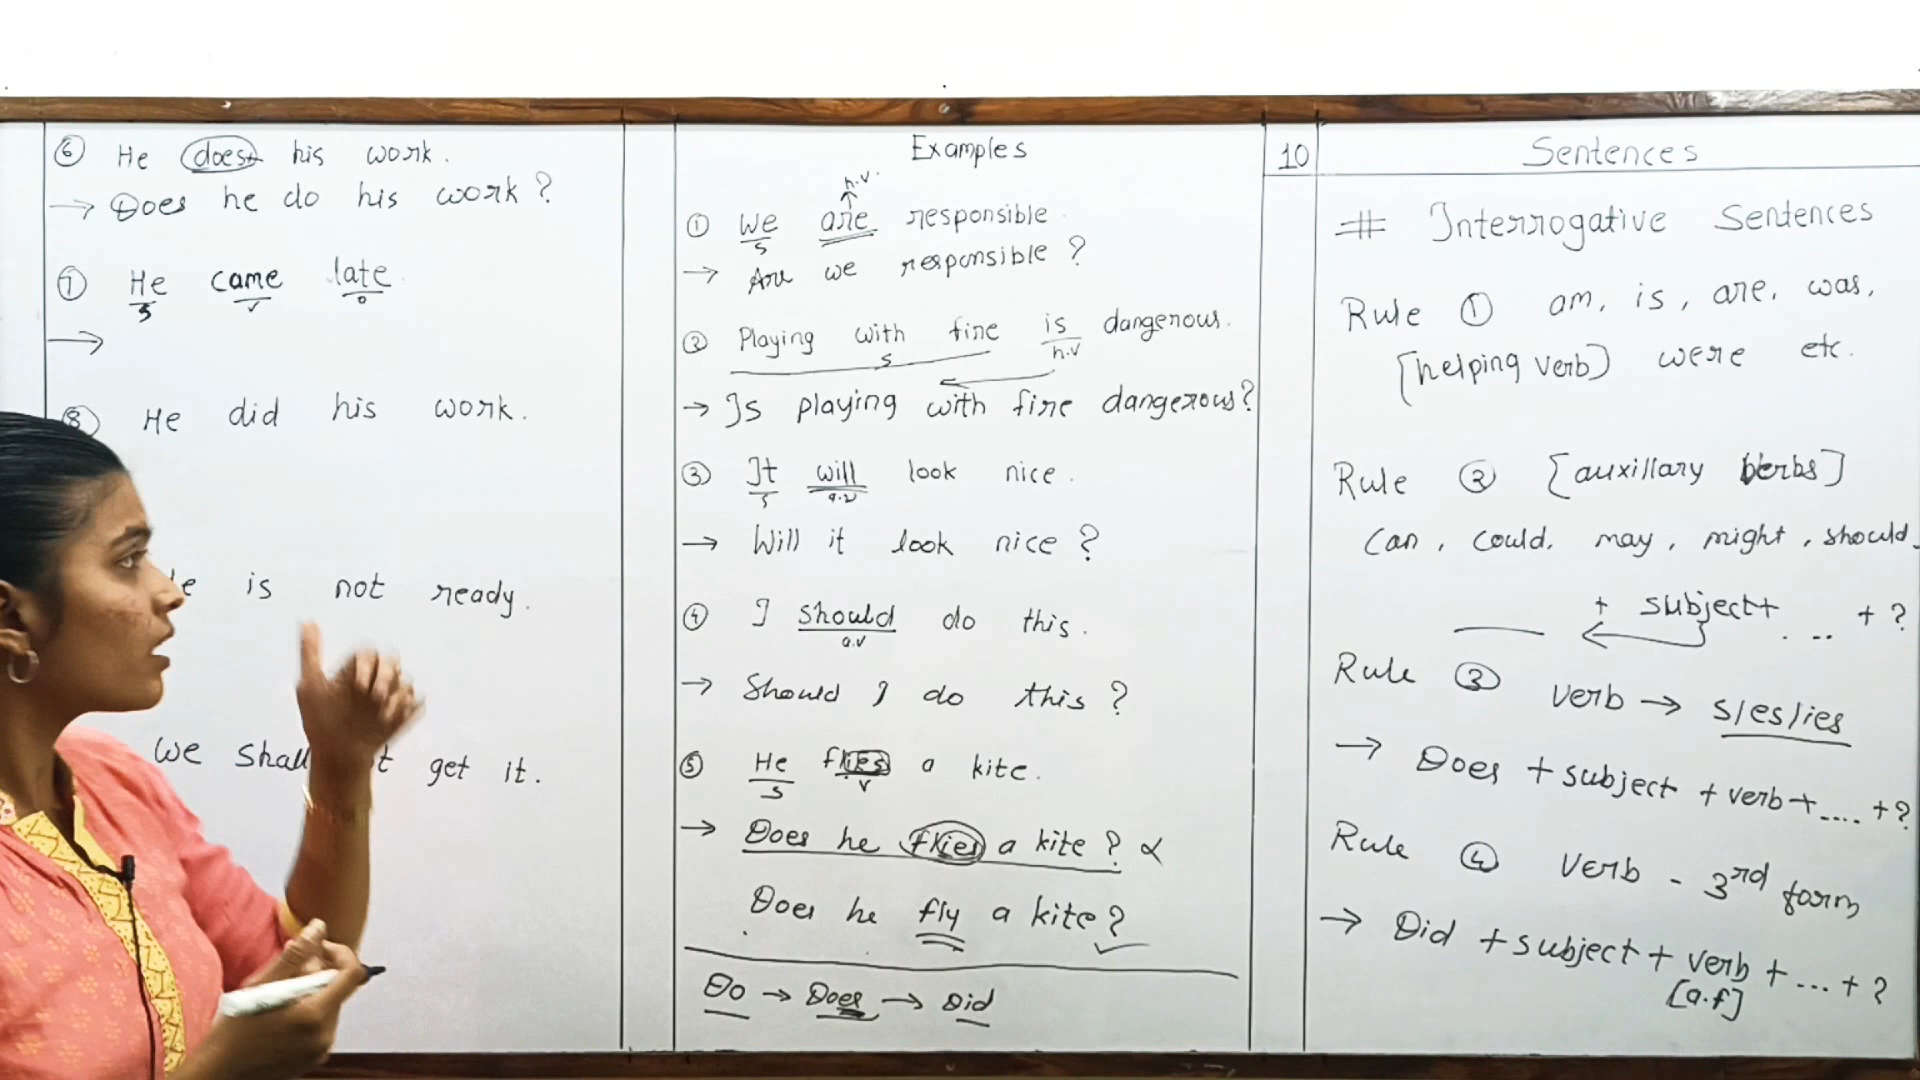 ⑥ He does his work.
→ Does he do his work?
⑦ He came late.
S V O
→
⑧ He did his work.
is not ready.
we shall get it.
Examples
h.v.
① We are responsible.
S
→ Are we responsible?
② Playing with fire is dangerous.
S h.v
→ Is playing with fire dangerous?
③ It will look nice.
S a.v
→ Will it look nice?
④ I should do this.
a.v
→ Should I do this?
⑤ He flies a kite.
S V
→ Does he flies a kite?
Does he fly a kite? ✓
Do → Does → Did
10 Sentences
# Interrogative Sentences
Rule ① am, is, are, was,
[helping verb] were etc.
Rule ② [auxillary verbs]
Can, could, may, might, should
+ subject+ .... + ?
Rule ③ verb → s/es/ies
→ Does + subject + verb + .... + ?
Rule ④ verb - 3rd form
→ Did + subject + verb + ... + ?
[a.f]